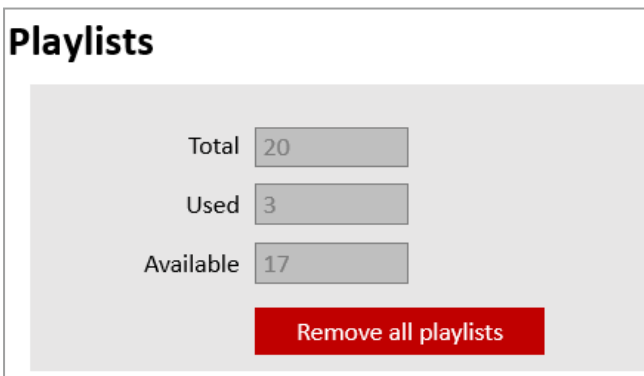 Playlists
Total 20
Used 3
Available 17
Remove all playlists